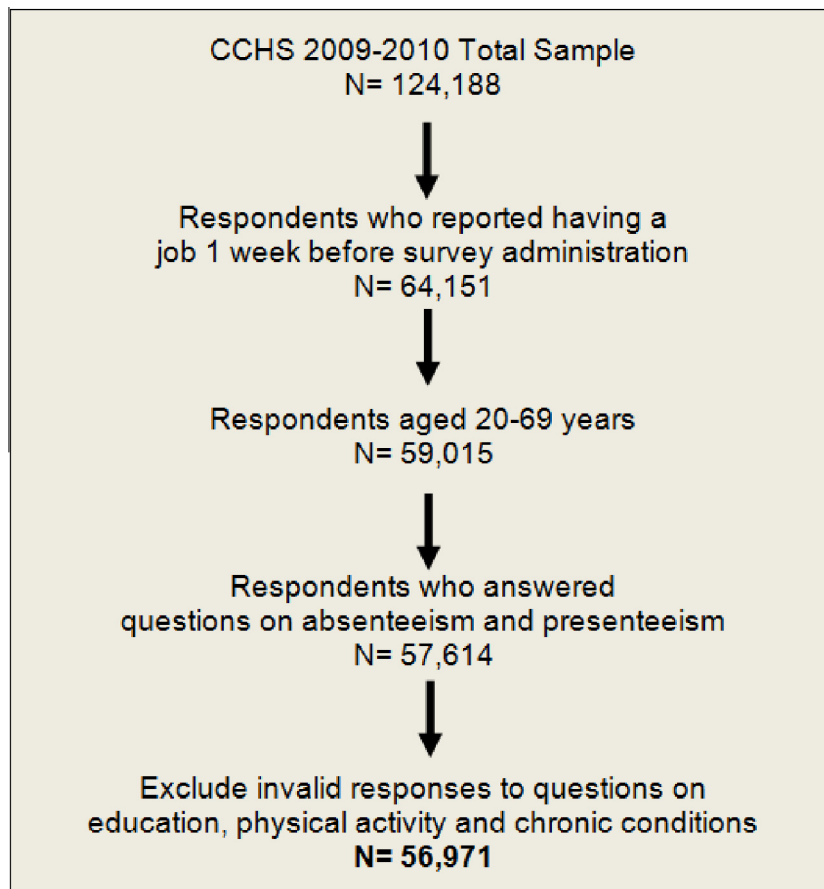 CCHS 2009-2010 Total Sample
N= 124,188
Respondents who reported having a
job 1 week before survey administration
N= 64,151
Respondents aged 20-69 years
N= 59,015
Respondents who answered
questions on absenteeism and presenteeism
N= 57,614
Exclude invalid responses to questions on
education, physical activity and chronic conditions
N= 56,971